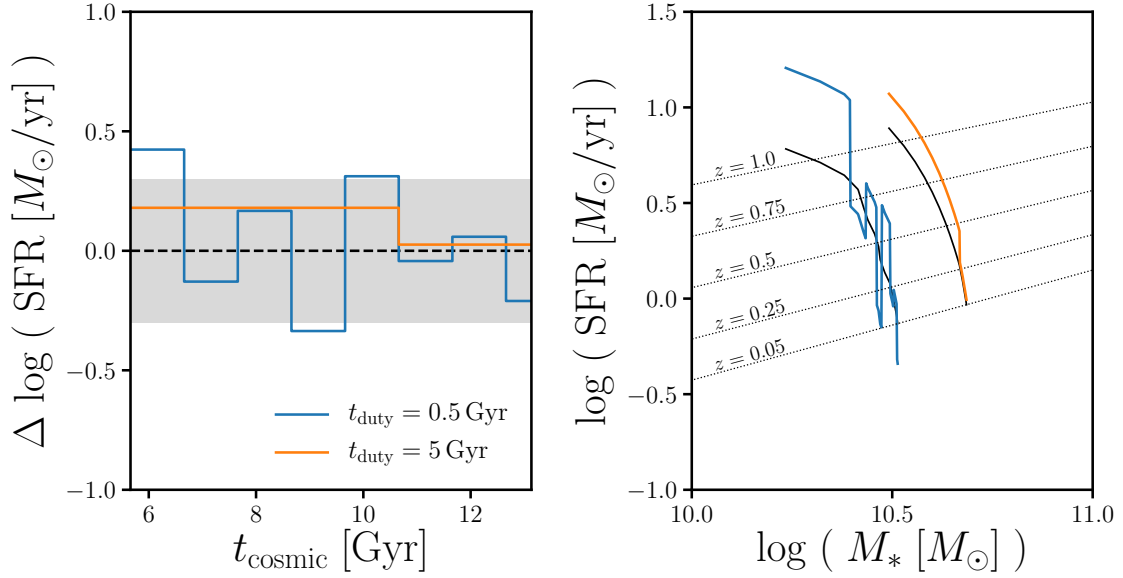 Δ log ( SFR [M⊙/yr] )
1.0
0.5
0.0
−0.5
−1.0
t_duty = 0.5 Gyr
t_duty = 5 Gyr
6 8 10 12
t_cosmic [Gyr]
log ( SFR [M⊙/yr] )
1.5
1.0
0.5
0.0
−0.5
−1.0
z = 1.0
z = 0.75
z = 0.5
z = 0.25
z = 0.05
10.0 10.5 11.0
log ( M_* [M⊙] )